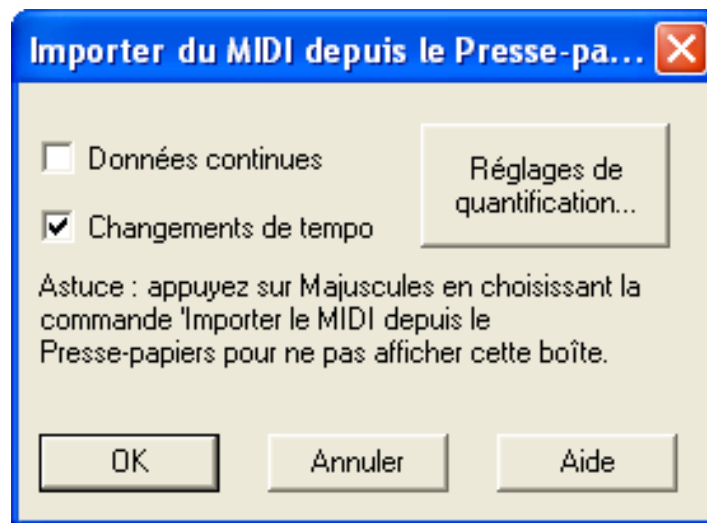 Importer du MIDI depuis le Presse-pa...
Données continues
Réglages de
quantification...
Changements de tempo
Astuce : appuyez sur Majuscules en choisissant la
commande 'Importer le MIDI depuis le
Presse-papiers pour ne pas afficher cette boîte.
OK
Annuler
Aide